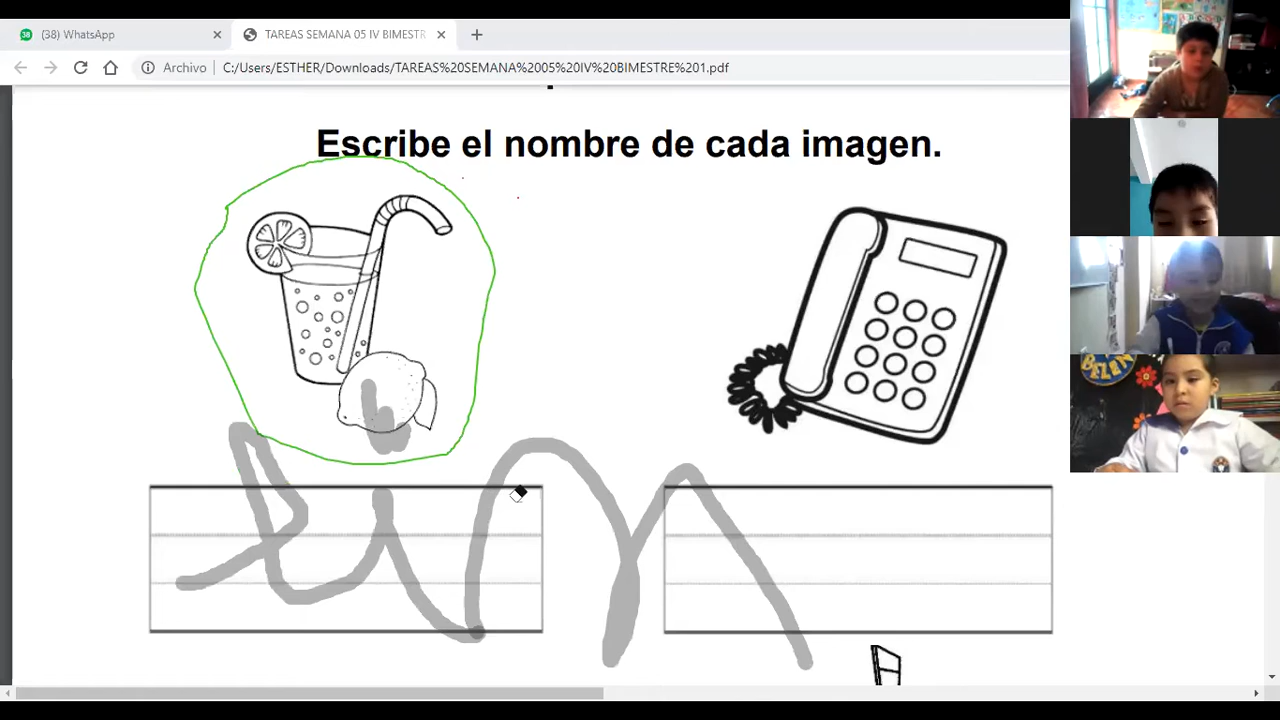 (38) WhatsApp
TAREAS SEMANA 05 IV BIMESTR
Archivo
C:/Users/ESTHER/Downloads/TAREAS%20SEMANA%2005%20IV%20BIMESTRE%201.pdf
Escribe el nombre de cada imagen.
BELEN